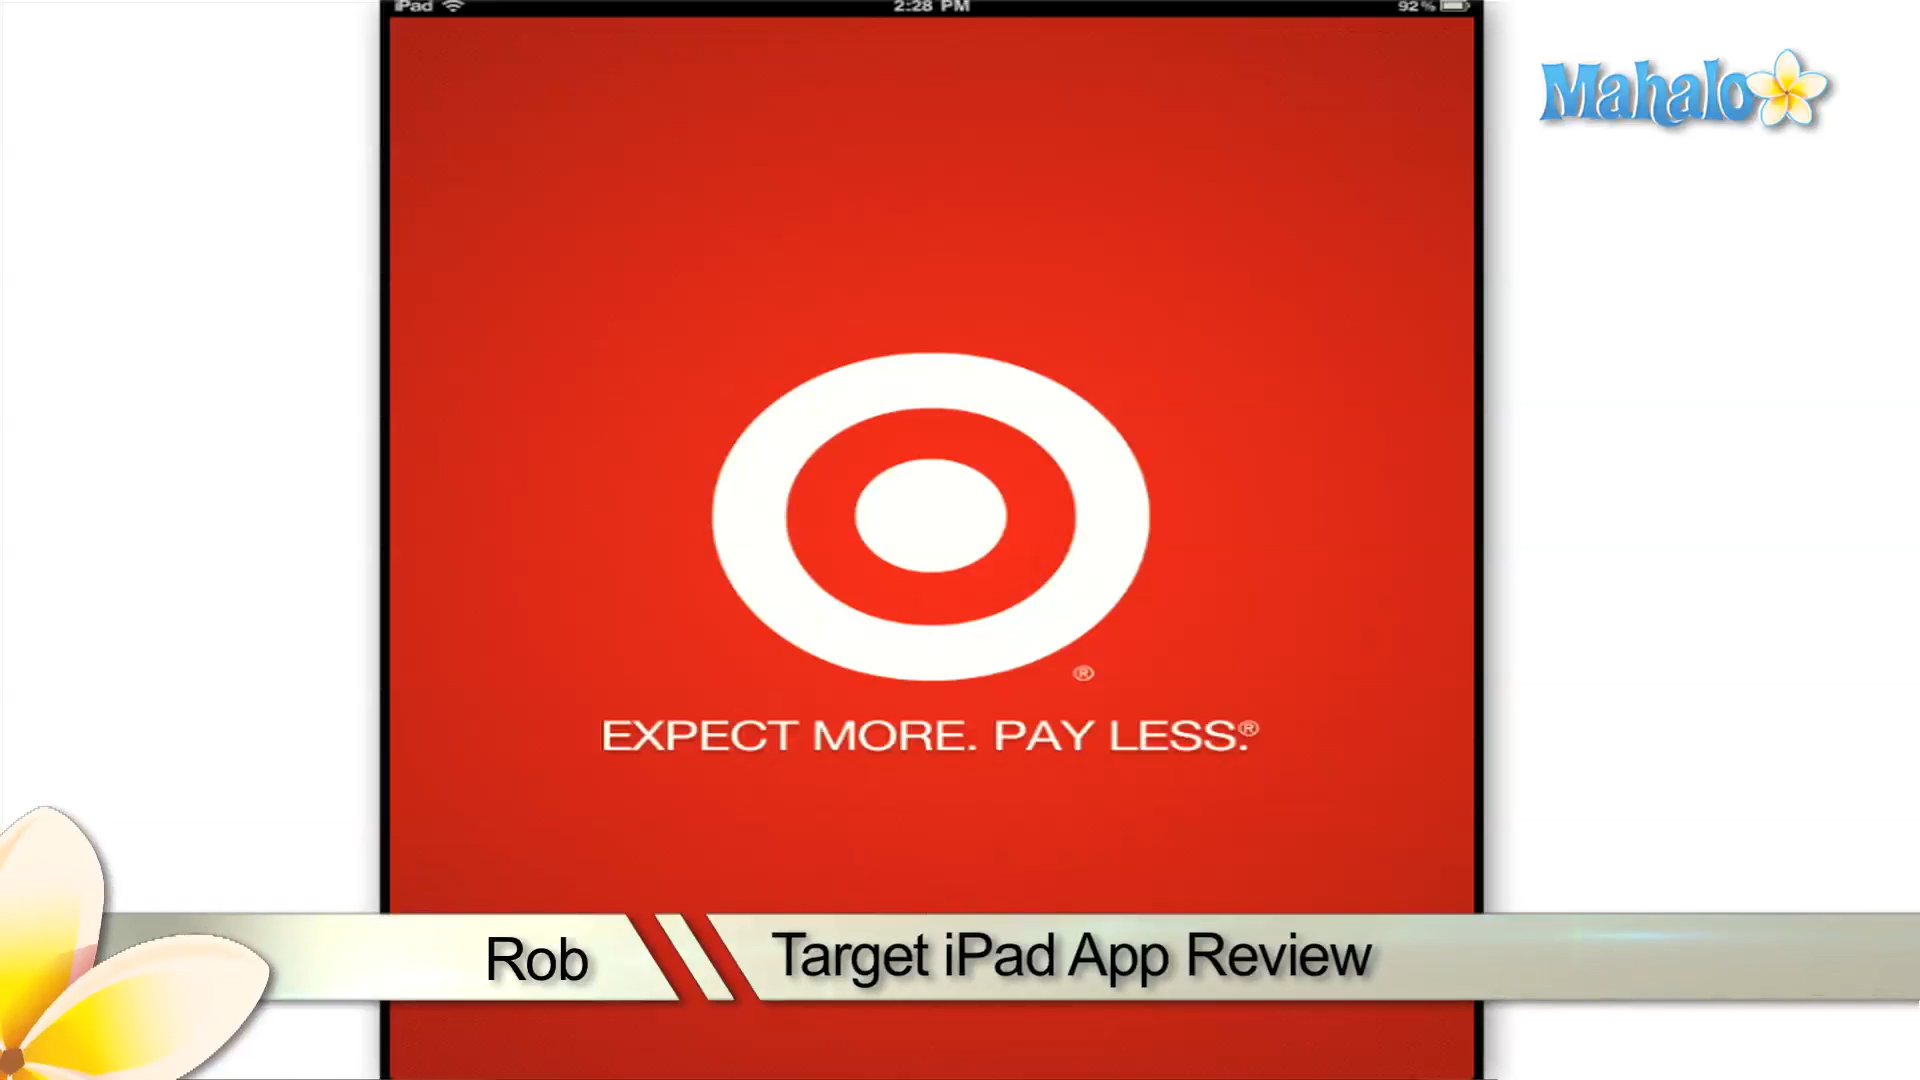 iPad 2:28 PM 92%
Mahalo
®
EXPECT MORE. PAY LESS.®
Rob Target iPad App Review